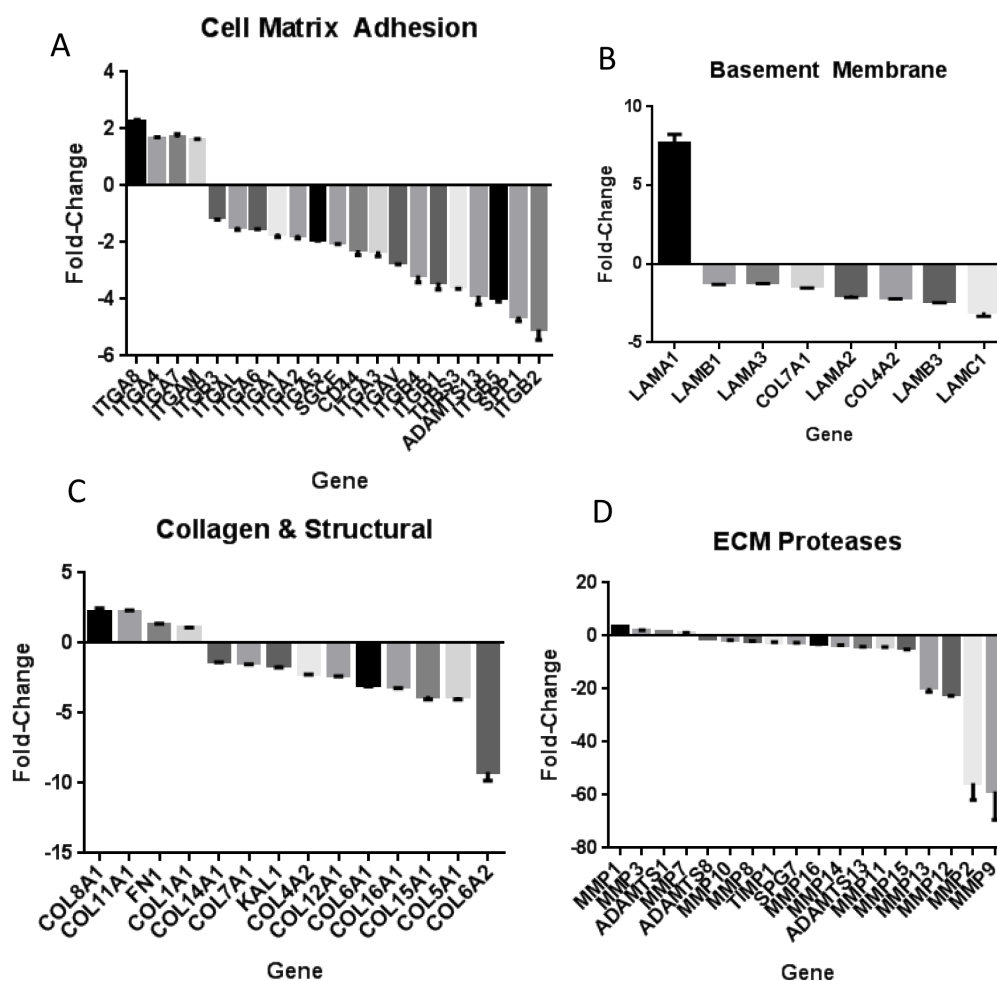 A
Cell Matrix Adhesion
Fold-Change
4
2
0
-2
-4
-6
ITGA8
ITGA4
ITGA7
ITGAM
ITGB3
ITGAL
ITGA6
ITGA1
ITGA2
ITGA5
SGCE
CD44
ITGA3
ITGAV
ITGB4
ITGB1
THBS3
ADAMTS13
ITGB5
SPP1
ITGB2
Gene
B
Basement Membrane
Fold-Change
10
5
0
-5
LAMA1
LAMB1
LAMA3
COL7A1
LAMA2
COL4A2
LAMB3
LAMC1
Gene
C
Collagen & Structural
Fold-Change
5
0
-5
-10
-15
COL8A1
COL11A1
FN1
COL1A1
COL14A1
COL7A1
KAL1
COL4A2
COL12A1
COL6A1
COL16A1
COL15A1
COL5A1
COL6A2
Gene
D
ECM Proteases
Fold-Change
20
0
-20
-40
-60
-80
MMP1
MMP3
ADAMTS1
MMP7
ADAMTS8
MMP10
MMP8
TIMP1
SPG7
MMP16
MMP14
ADAMTS13
MMP11
MMP15
MMP13
MMP12
MMP2
MMP9
Gene